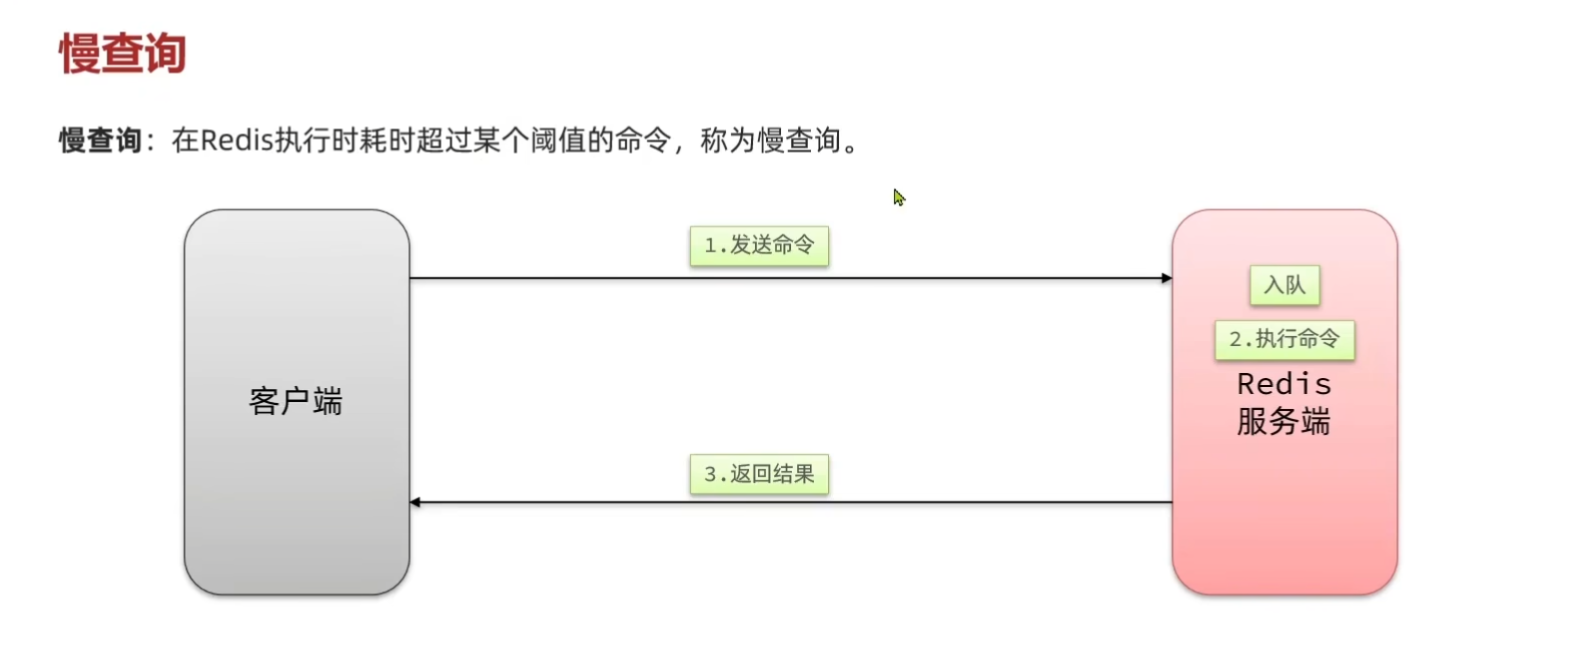 慢查询
慢查询：在Redis执行时耗时超过某个阈值的命令，称为慢查询。
1.发送命令
入队
2.执行命令
客户端
Redis
服务端
3.返回结果